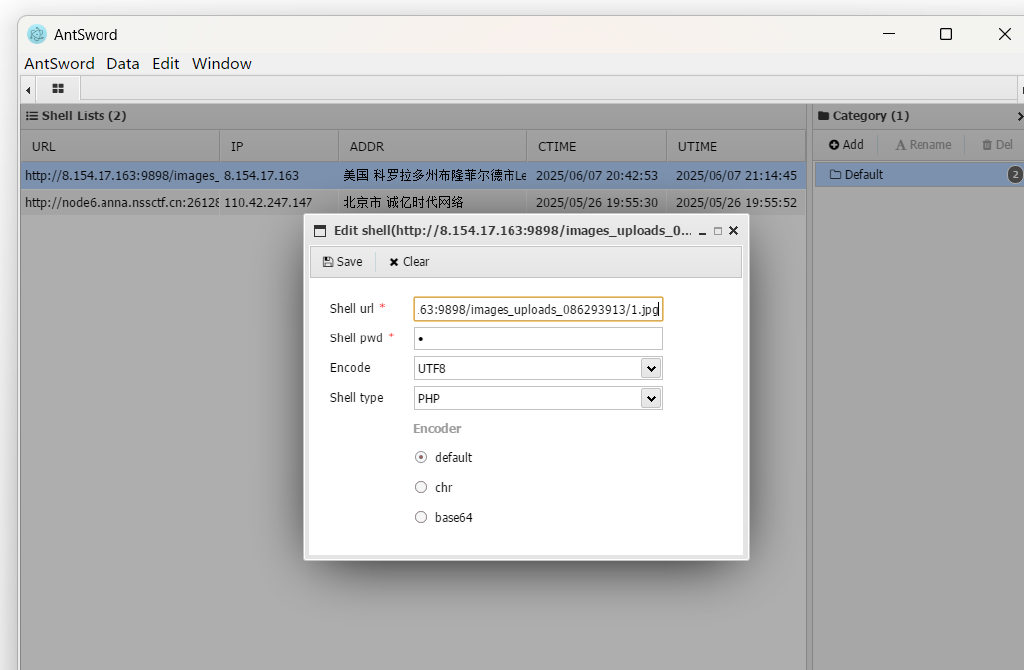 AntSword
AntSword Data Edit Window
Shell Lists (2)
Category (1)
URL IP ADDR CTIME UTIME
Add Rename Del
http://8.154.17.163:9898/images_ 8.154.17.163 美国 科罗拉多州布隆菲尔德市Le 2025/06/07 20:42:53 2025/06/07 21:14:45
Default 2
http://node6.anna.nssctf.cn:26128 110.42.247.147 北京市 诚亿时代网络 2025/05/26 19:55:30 2025/05/26 19:55:52
Edit shell(http://8.154.17.163:9898/images_uploads_0...
Save Clear
Shell url * .63:9898/images_uploads_086293913/1.jpg
Shell pwd * •
Encode UTF8
Shell type PHP
Encoder
default
chr
base64